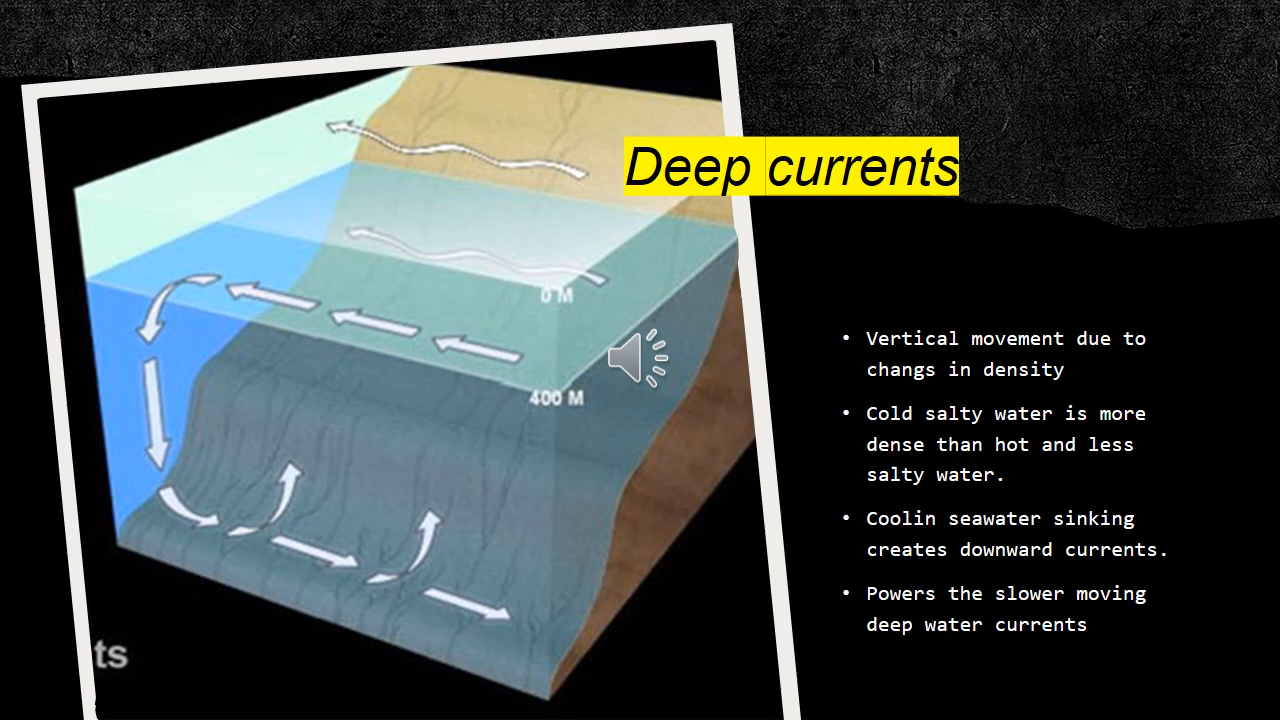 Deep currents
0 M
400 M
ts
• Vertical movement due to
changs in density
• Cold salty water is more
dense than hot and less
salty water.
• Coolin seawater sinking
creates downward currents.
• Powers the slower moving
deep water currents